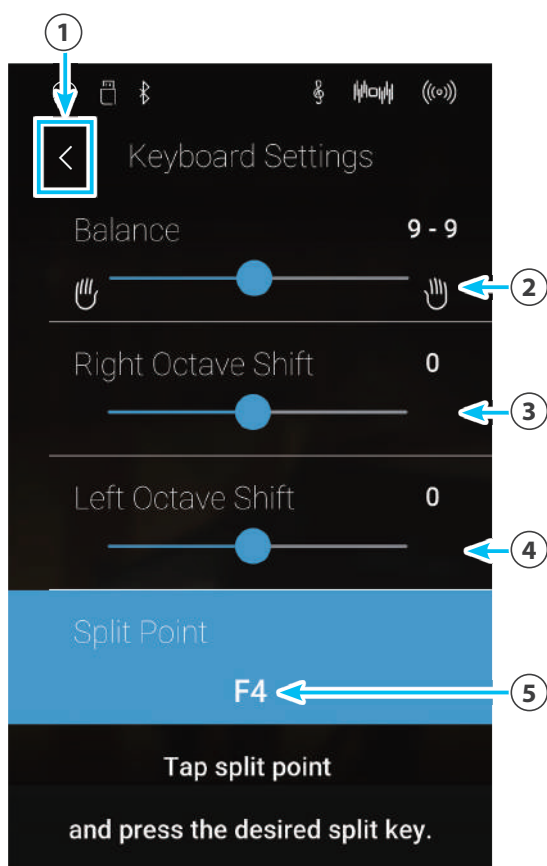 1
< Keyboard Settings
Balance 9 - 9
2
Right Octave Shift 0
3
Left Octave Shift 0
4
Split Point
F4
5
Tap split point
and press the desired split key.